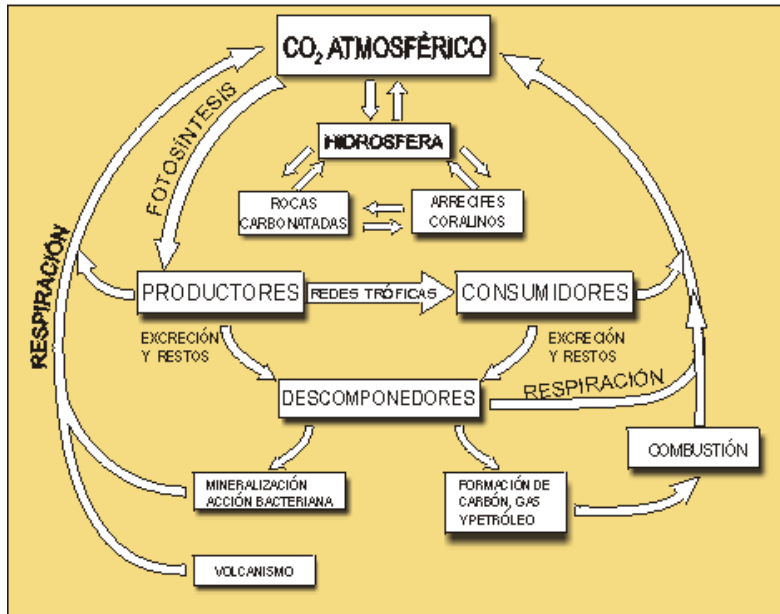 CO₂ ATMOSFÉRICO
FOTOSÍNTESIS
HIDROSFERA
ROCAS
CARBONATADAS
ARRECIFES
CORALINOS
RESPIRACIÓN
PRODUCTORES
REDES TRÓFICAS
CONSUMIDORES
EXCRECIÓN
Y RESTOS
EXCRECIÓN
Y RESTOS
DESCOMPONEDORES
RESPIRACIÓN
COMBUSTIÓN
MINERALIZACIÓN
ACCIÓN BACTERIANA
FORMACIÓN DE
CARBÓN, GAS
YPETRÓLEO
VOLCANISMO